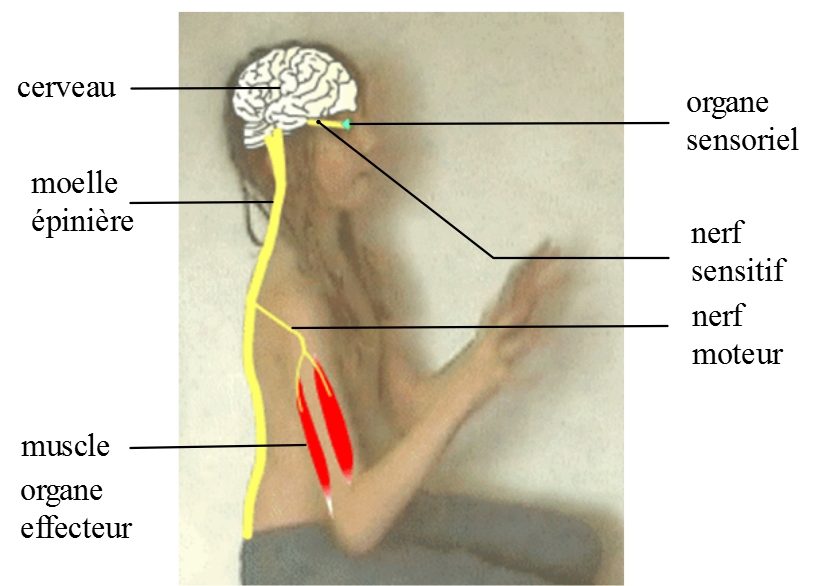 cerveau
organe
sensoriel
moelle
épinière
nerf
sensitif
nerf
moteur
muscle
organe
effecteur